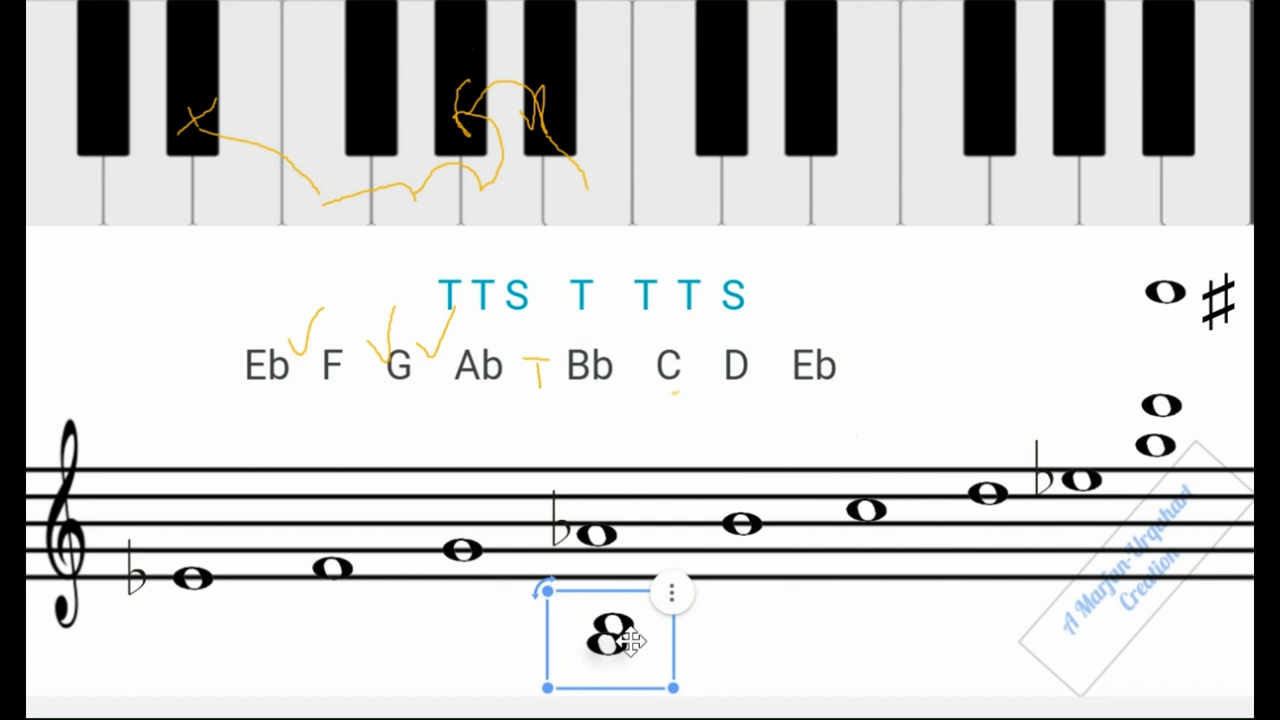 T T S T T T S
Eb F G Ab T Bb C D Eb
A Marjan-Urquhart
Creation